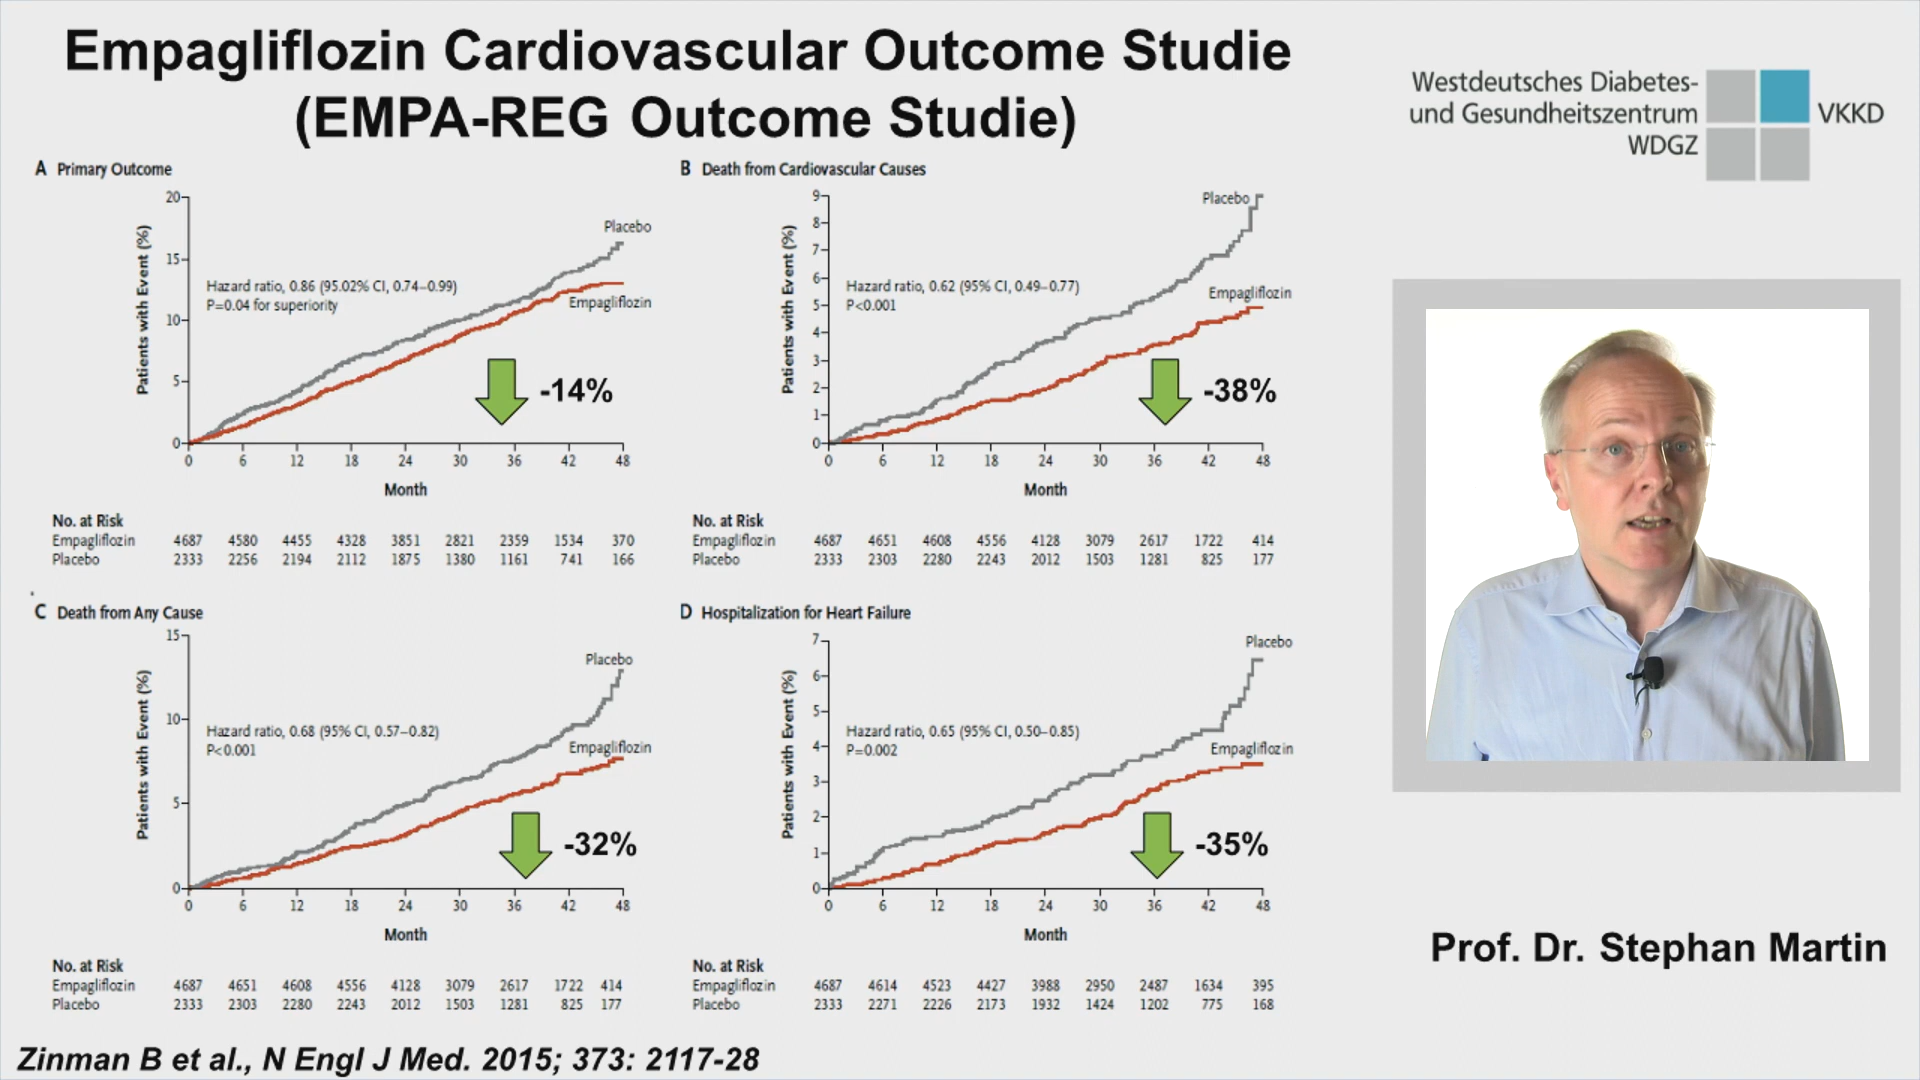 Empagliflozin Cardiovascular Outcome Studie
(EMPA-REG Outcome Studie)
Westdeutsches Diabetes-
und Gesundheitszentrum
WDGZ
VKKD
A Primary Outcome
Patients with Event (%)
20
15
10
5
0
Placebo
Hazard ratio, 0.86 (95.02% CI, 0.74–0.99)
P=0.04 for superiority
Empagliflozin
-14%
0 6 12 18 24 30 36 42 48
Month
No. at Risk
Empagliflozin 4687 4580 4455 4328 3851 2821 2359 1534 370
Placebo 2333 2256 2194 2112 1875 1380 1161 741 166
B Death from Cardiovascular Causes
Patients with Event (%)
9
8
7
6
5
4
3
2
1
0
Placebo
Hazard ratio, 0.62 (95% CI, 0.49–0.77)
P<0.001
Empagliflozin
-38%
0 6 12 18 24 30 36 42 48
Month
No. at Risk
Empagliflozin 4687 4651 4608 4556 4128 3079 2617 1722 414
Placebo 2333 2303 2280 2243 2012 1503 1281 825 177
C Death from Any Cause
Patients with Event (%)
15
10
5
0
Placebo
Hazard ratio, 0.68 (95% CI, 0.57–0.82)
P<0.001
Empagliflozin
-32%
0 6 12 18 24 30 36 42 48
Month
No. at Risk
Empagliflozin 4687 4651 4608 4556 4128 3079 2617 1722 414
Placebo 2333 2303 2280 2243 2012 1503 1281 825 177
D Hospitalization for Heart Failure
Patients with Event (%)
7
6
5
4
3
2
1
0
Placebo
Hazard ratio, 0.65 (95% CI, 0.50–0.85)
P=0.002
Empagliflozin
-35%
0 6 12 18 24 30 36 42 48
Month
No. at Risk
Empagliflozin 4687 4614 4523 4427 3988 2950 2487 1634 395
Placebo 2333 2271 2226 2173 1932 1424 1202 775 168
Prof. Dr. Stephan Martin
Zinman B et al., N Engl J Med. 2015; 373: 2117-28